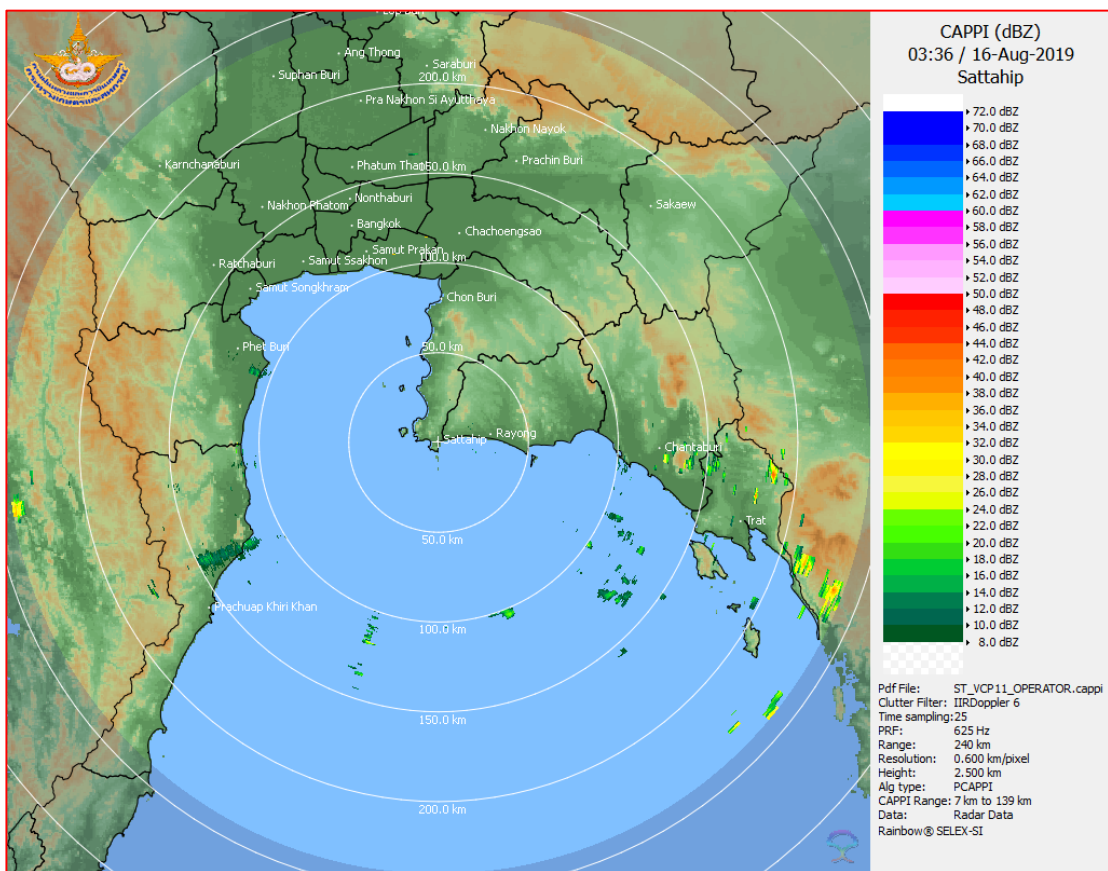 CAPPI (dBZ)
03:36 / 16-Aug-2019
Sattahip
72.0 dBZ
70.0 dBZ
68.0 dBZ
66.0 dBZ
64.0 dBZ
62.0 dBZ
60.0 dBZ
58.0 dBZ
56.0 dBZ
54.0 dBZ
52.0 dBZ
50.0 dBZ
48.0 dBZ
46.0 dBZ
44.0 dBZ
42.0 dBZ
40.0 dBZ
38.0 dBZ
36.0 dBZ
34.0 dBZ
32.0 dBZ
30.0 dBZ
28.0 dBZ
26.0 dBZ
24.0 dBZ
22.0 dBZ
20.0 dBZ
18.0 dBZ
16.0 dBZ
14.0 dBZ
12.0 dBZ
10.0 dBZ
8.0 dBZ
Pdf File: ST_VCP11_OPERATOR.cappi
Clutter Filter: IIRDoppler 6
Time sampling:25
PRF: 625 Hz
Range: 240 km
Resolution: 0.600 km/pixel
Height: 2.500 km
Alg type: PCAPPI
CAPPI Range: 7 km to 139 km
Data: Radar Data
Rainbow® SELEX-SI
Ang Thong
Saraburi
Suphan Buri
200.0 km
Pra Nakhon Si Ayutthaya
Nakhon Nayok
Karnchanaburi
Phatum Than
150.0 km
Prachin Buri
Nakhon Phatom
Nonthaburi
Sakaew
Bangkok
Chachoengsao
Samut Prakan
Ratchaburi
Samut Ssakhon
100.0 km
Samut Songkhram
Chon Buri
Phet Buri
50.0 km
Sattahip
Rayong
Chantaburi
Trat
50.0 km
Prachuap Khiri Khan
100.0 km
150.0 km
200.0 km